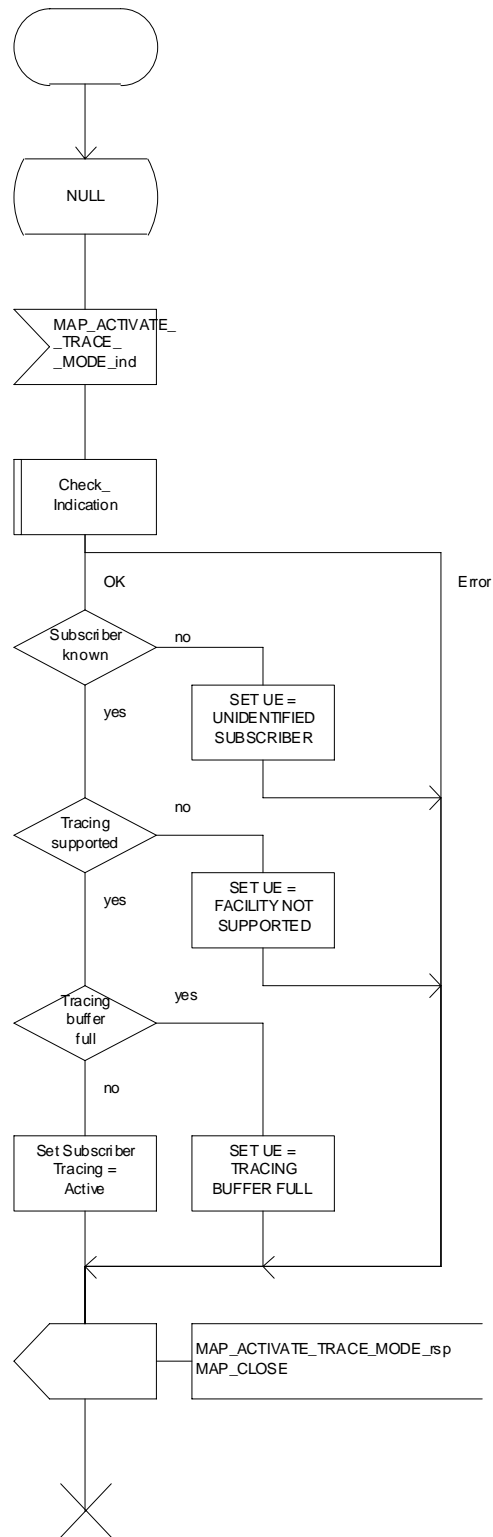 NULL
MAP_ACTIVATE_
_TRACE_
_MODE_ind
Check_
Indication
OK
Error
Subscriber
known
no
SET UE =
UNIDENTIFIED
SUBSCRIBER
yes
Tracing
supported
no
SET UE =
FACILITY NOT
SUPPORTED
yes
Tracing
buffer
full
yes
no
Set Subscriber
Tracing =
Active
SET UE =
TRACING
BUFFER FULL
MAP_ACTIVATE_TRACE_MODE_rsp
MAP_CLOSE